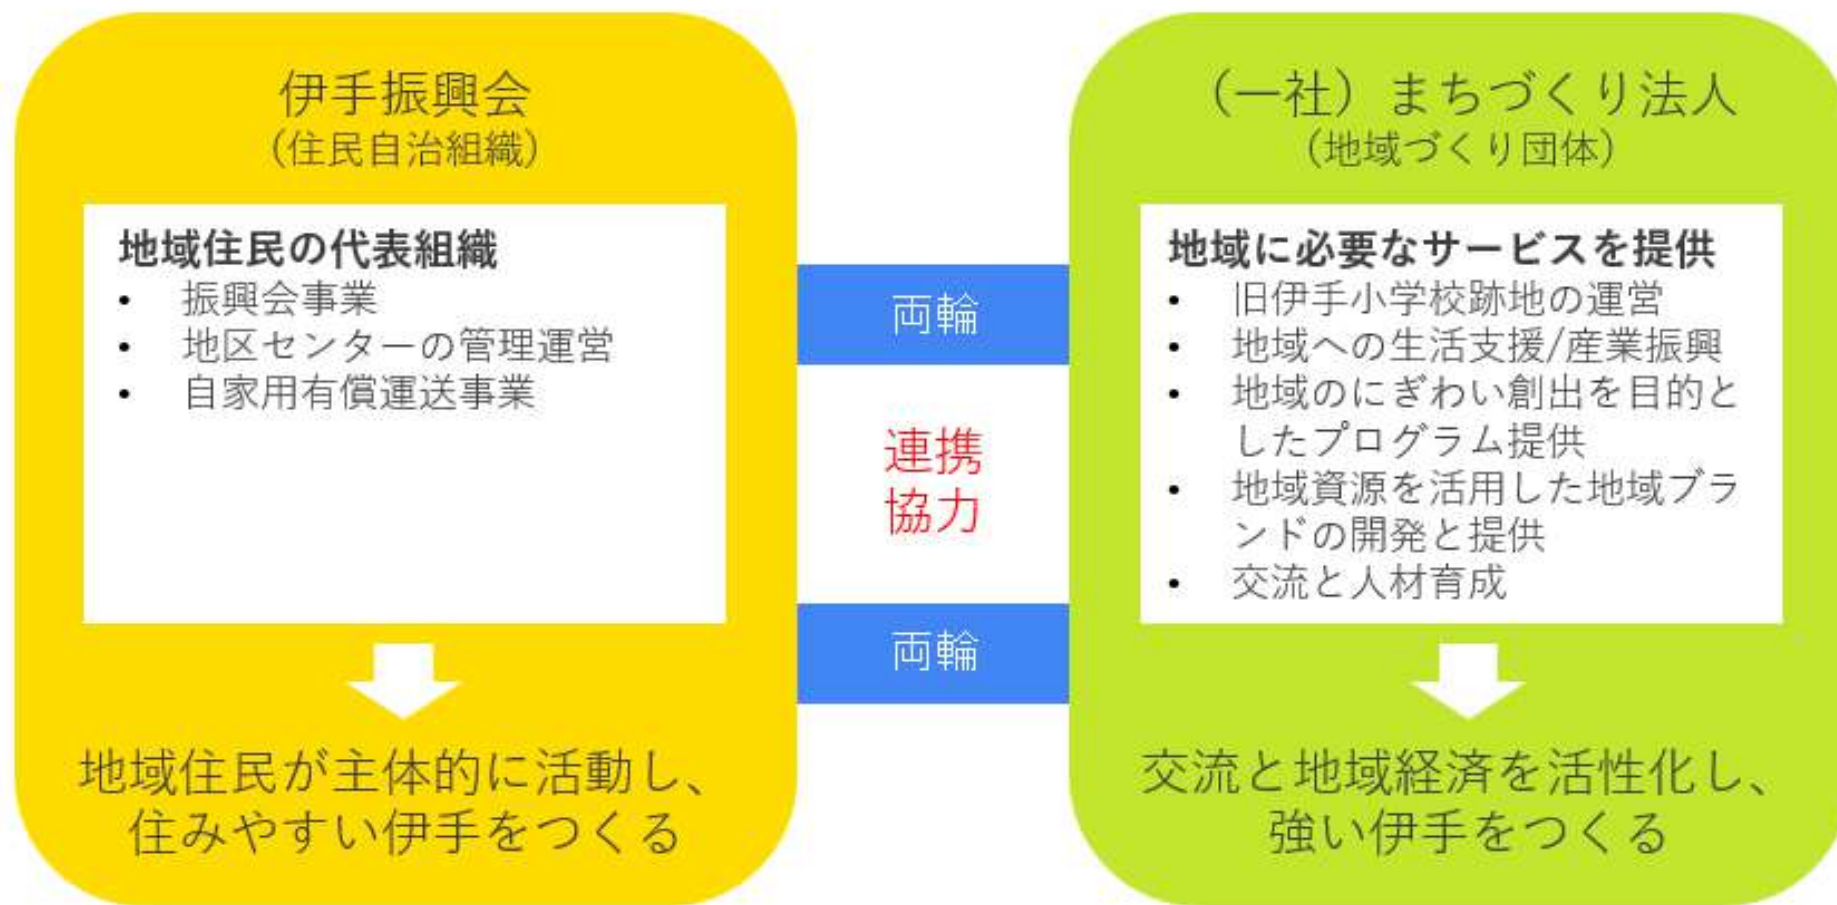 伊手振興会
(住民自治組織)
地域住民の代表組織
• 振興会事業
• 地区センターの管理運営
• 自家用有償運送事業
地域住民が主体的に活動し、
住みやすい伊手をつくる
両輪
連携
協力
両輪
（一社）まちづくり法人
(地域づくり団体)
地域に必要なサービスを提供
• 旧伊手小学校跡地の運営
• 地域への生活支援/産業振興
• 地域のにぎわい創出を目的と
したプログラム提供
• 地域資源を活用した地域ブラ
ンドの開発と提供
• 交流と人材育成
交流と地域経済を活性化し、
強い伊手をつくる